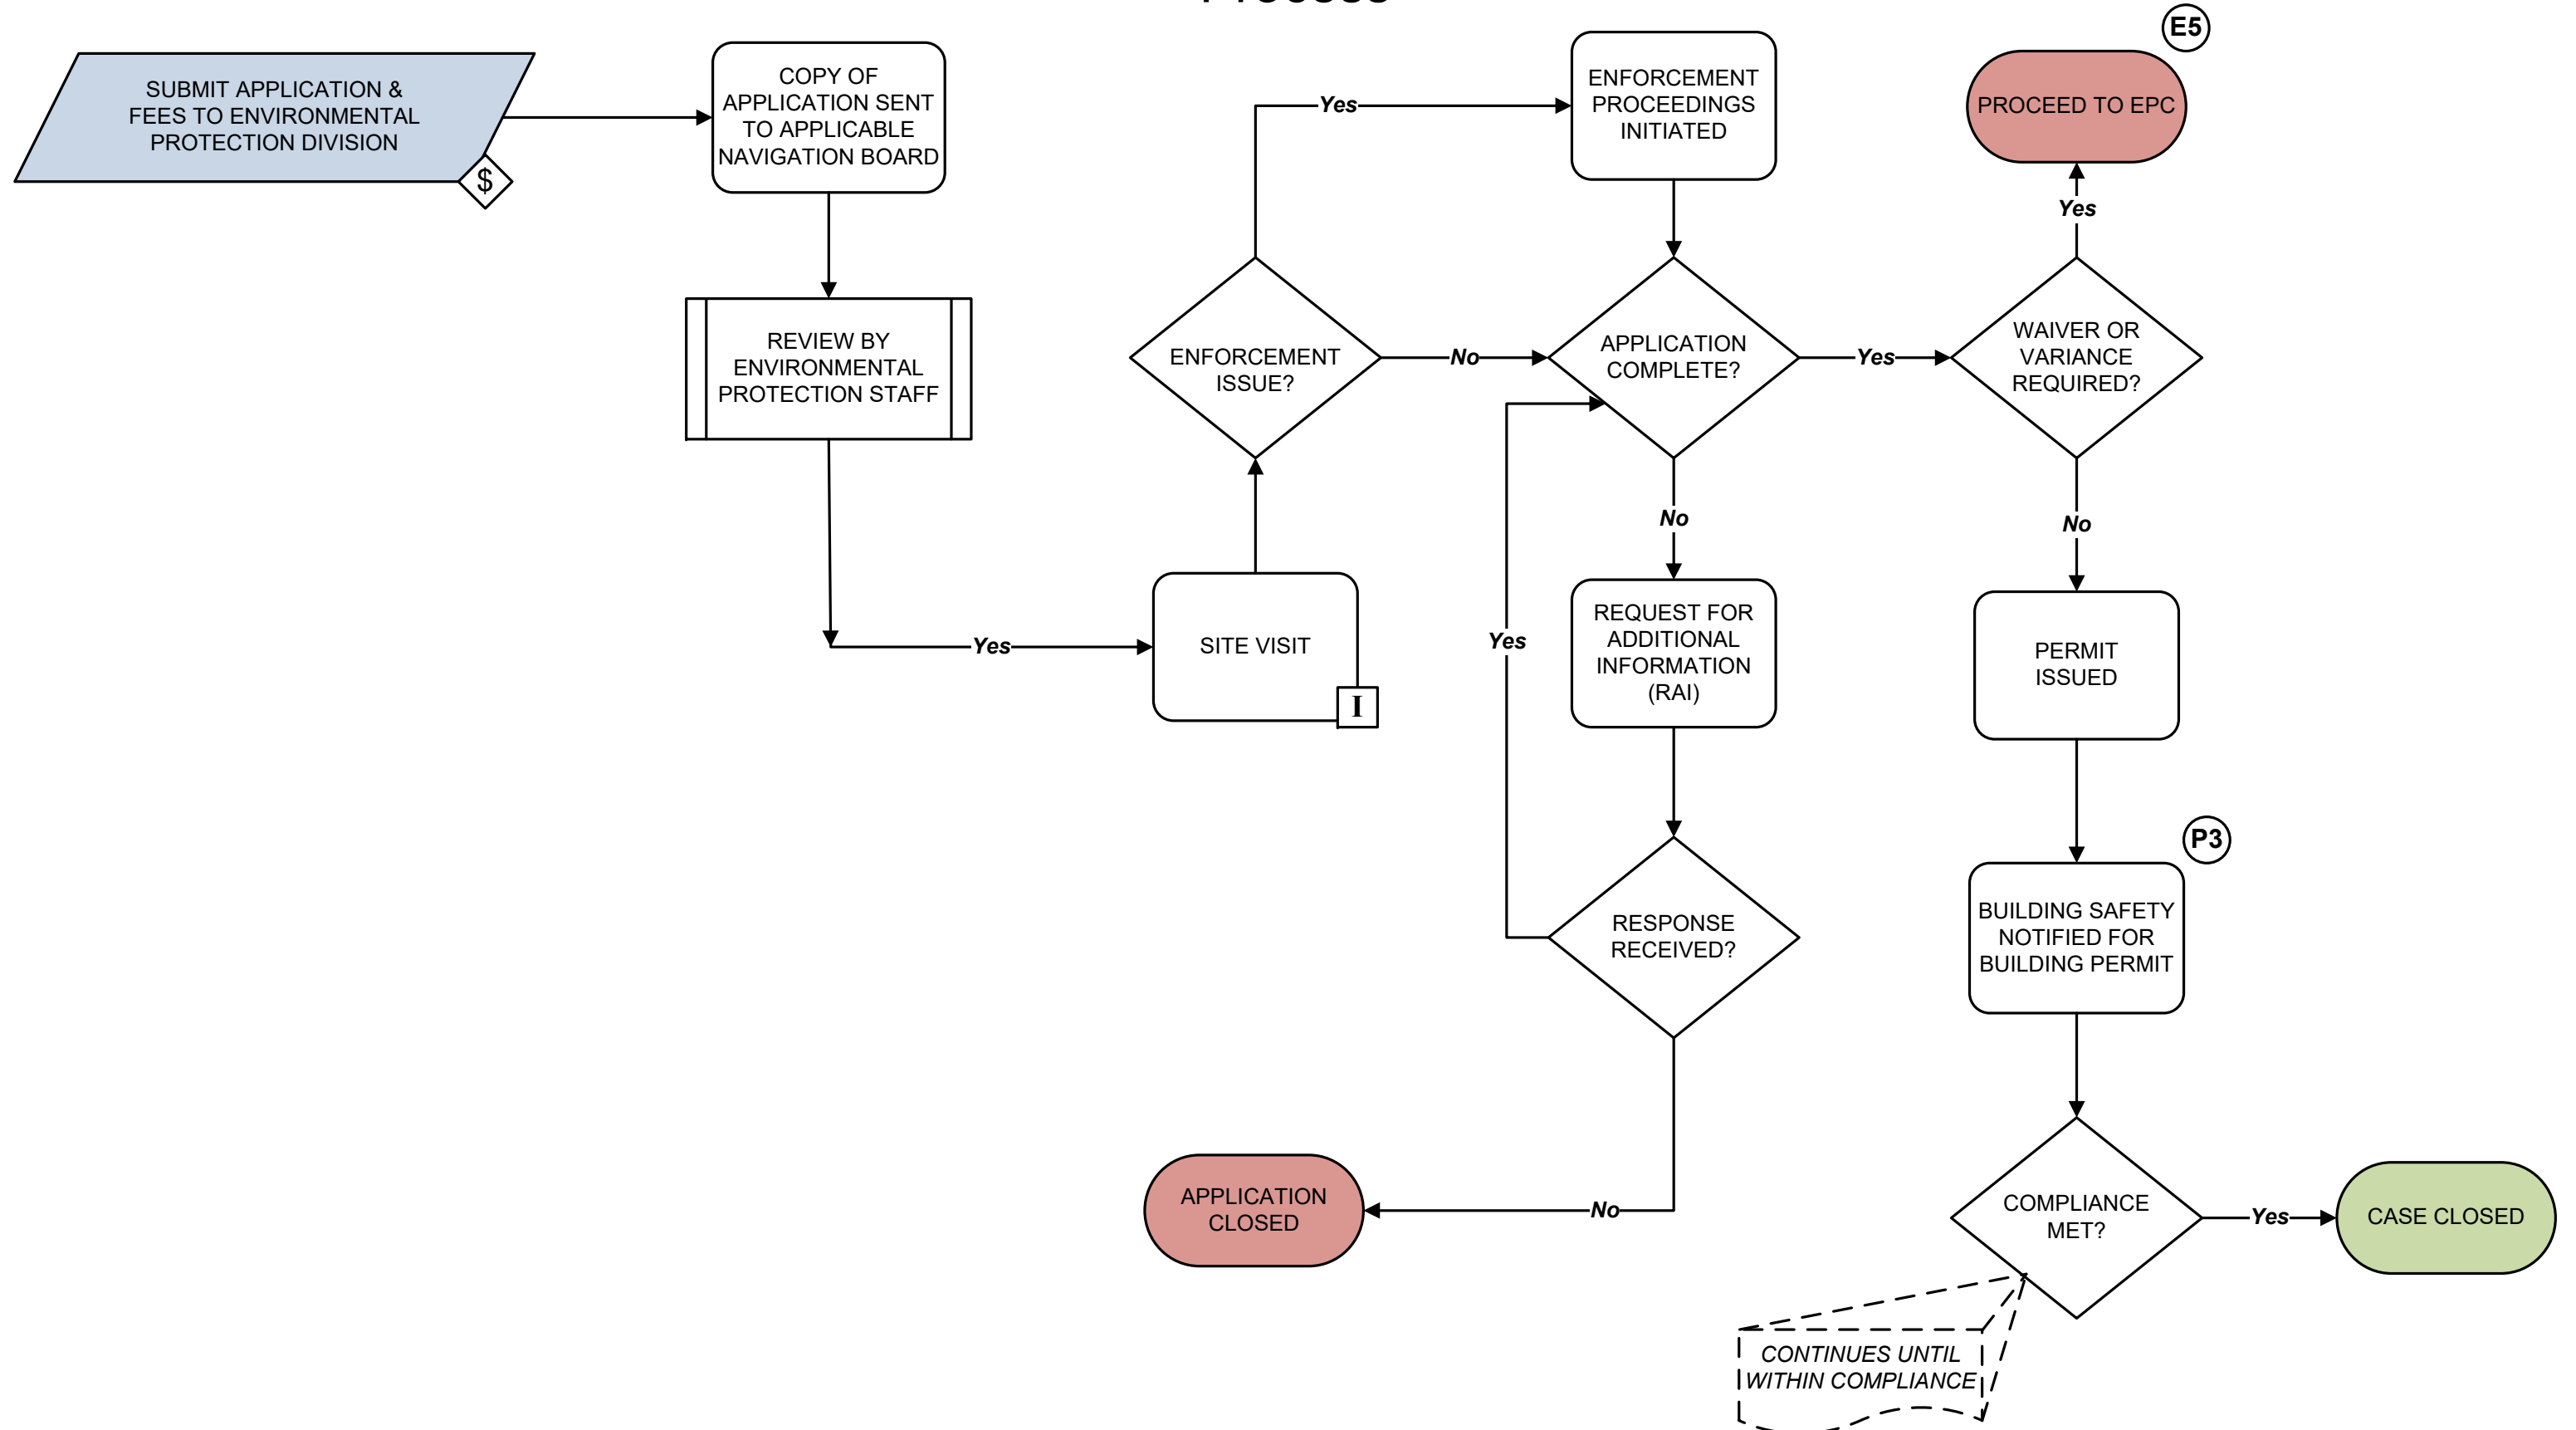 Process
SUBMIT APPLICATION &
FEES TO ENVIRONMENTAL
PROTECTION DIVISION
$
COPY OF
APPLICATION SENT
TO APPLICABLE
NAVIGATION BOARD
REVIEW BY
ENVIRONMENTAL
PROTECTION STAFF
Yes
SITE VISIT
I
ENFORCEMENT
ISSUE?
Yes
No
ENFORCEMENT
PROCEEDINGS
INITIATED
APPLICATION
COMPLETE?
Yes
No
REQUEST FOR
ADDITIONAL
INFORMATION
(RAI)
RESPONSE
RECEIVED?
Yes
No
APPLICATION
CLOSED
WAIVER OR
VARIANCE
REQUIRED?
Yes
E5
PROCEED TO EPC
No
PERMIT
ISSUED
P3
BUILDING SAFETY
NOTIFIED FOR
BUILDING PERMIT
COMPLIANCE
MET?
Yes
CASE CLOSED
CONTINUES UNTIL
WITHIN COMPLIANCE